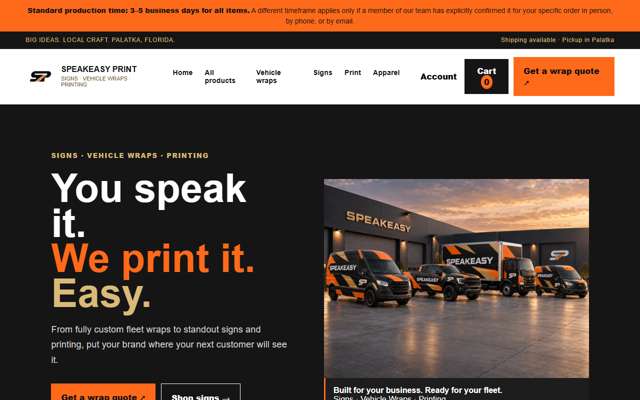 Standard production time: 3–5 business days for all items. A different timeframe applies only if a member of our team has explicitly confirmed it for your specific order in person,
by phone, or by email.
BIG IDEAS. LOCAL CRAFT. PALATKA, FLORIDA.
Shipping available · Pickup in Palatka
SP
SPEAKEASY PRINT
SIGNS · VEHICLE WRAPS ·
PRINTING
Home
All
products
Vehicle
wraps
Signs
Print
Apparel
Account
Cart
0
Get a wrap quote
↗
SIGNS · VEHICLE WRAPS · PRINTING
You speak
it.
We print it.
Easy.
From fully custom fleet wraps to standout signs and
printing, put your brand where your next customer will see
it.
Get a wrap quote ↗
Shop signs →
SPEAKEASY
SP
SPEAKEASY
SPEAKEASY
Built for your business. Ready for your fleet.
Signs · Vehicle Wraps · Printing